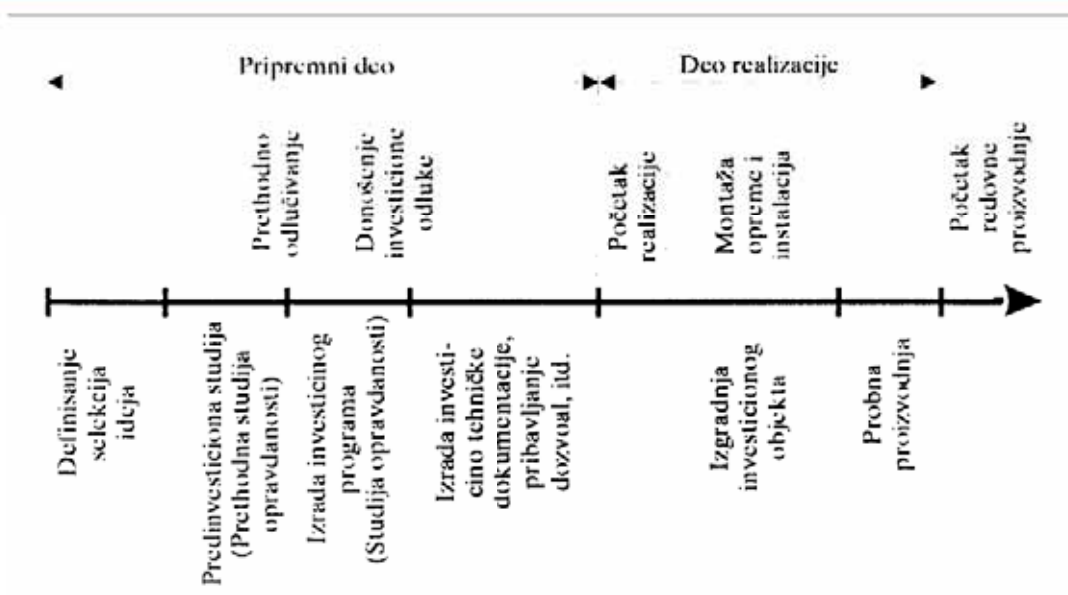 Pripremni deo
Deo realizacije
Prethodno
odlučivanje
Donošenje
investicione
odluke
Početak
realizacije
Montaža
opreme i
instalacija
Početak
redovne
proizvodnje
Definisanje
selekcija
ideja
Predinvesticiona studija
(Prethodna studija
opravdanosti)
Izrada investicinog
programa
(Studija opravdanosti)
Izrada investi-
cino tehničke
dokumentacije,
pribavljanje
dozvoal, itd.
Izgradnja
investicionog
objekta
Probna
proizvodnja